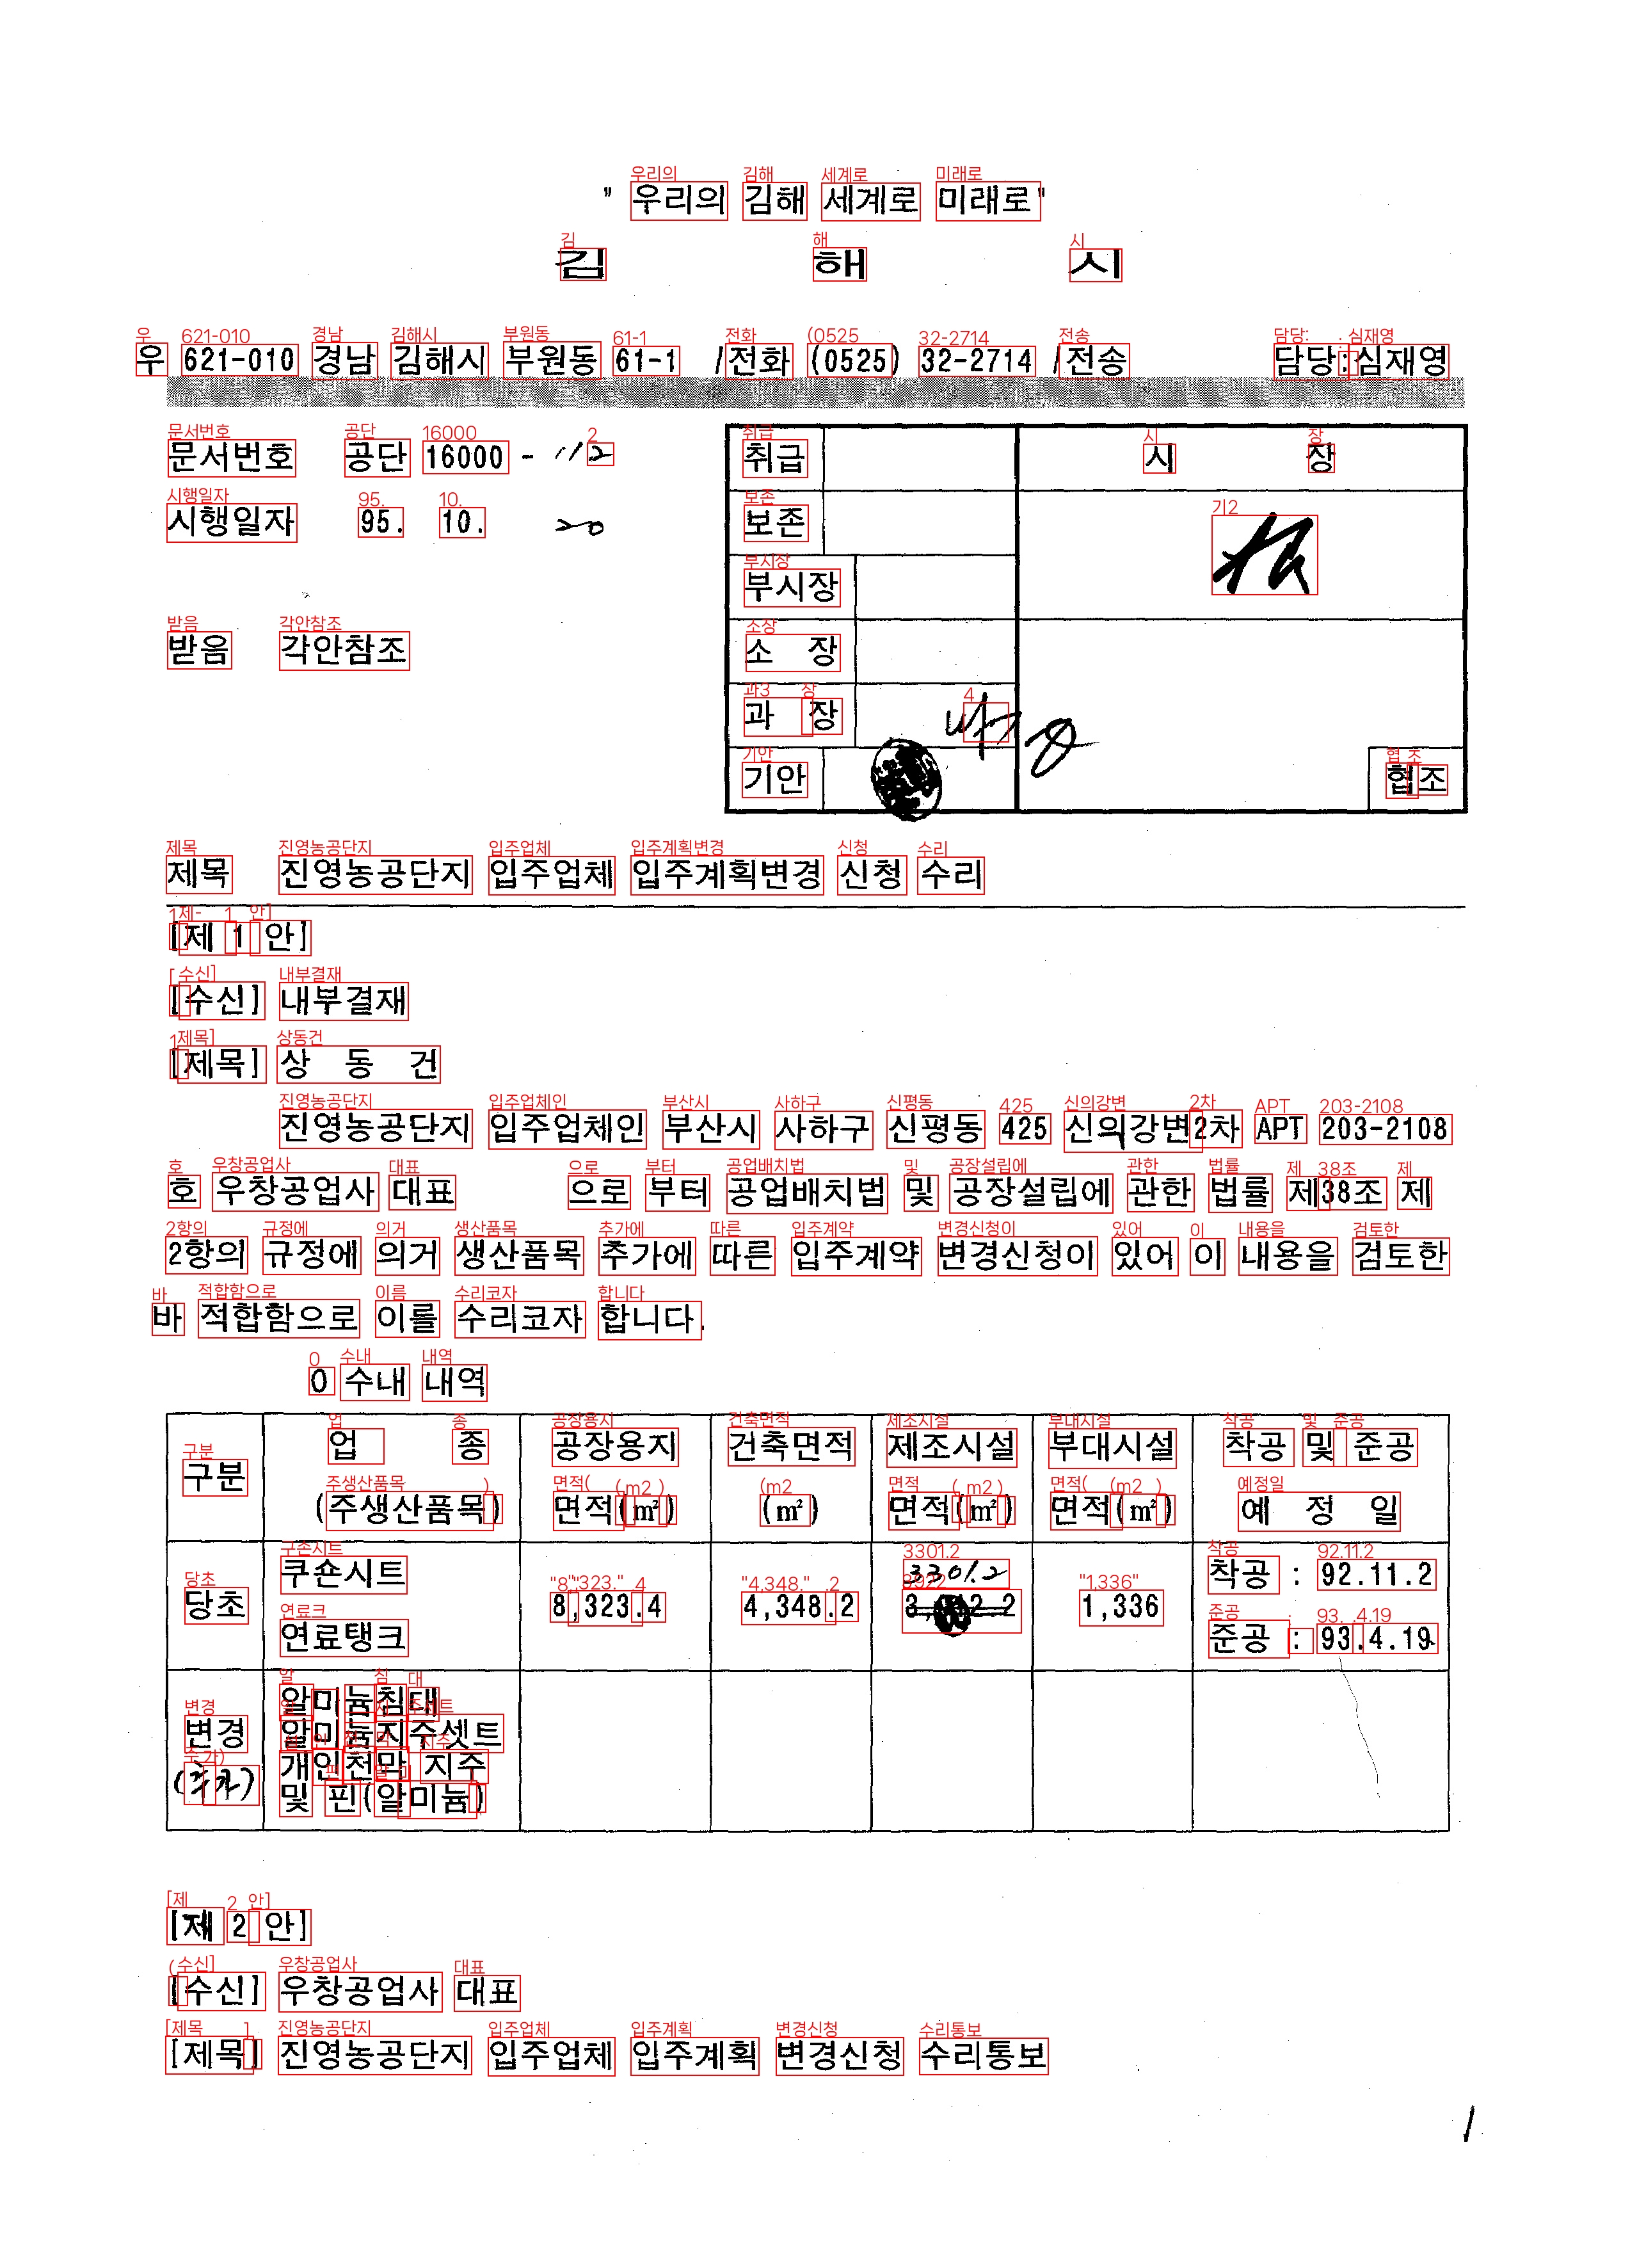 " 우리의 김해 세계로 미래로"
김 해 시
우 621-010 경남 김해시 부원동 61-1 /전화 (0525) 32-2714 /전송 담당:심재영
문서번호 공단 16000 - 112
시행일자 95. 10. 20
받음 각안참조
취급 시 장
보존
부시장
소 장
과 장
기안 협조
제목 진영농공단지 입주업체 입주계획변경 신청 수리
[제 1 안]
[수신] 내부결재
[제목] 상 동 건
진영농공단지 입주업체인 부산시 사하구 신평동 425 신의강변2차 APT 203-2108
호 우창공업사 대표 으로 부터 공업배치법 및 공장설립에 관한 법률 제38조 제
2항의 규정에 의거 생산품목 추가에 따른 입주계약 변경신청이 있어 이 내용을 검토한
바 적합함으로 이를 수리코자 합니다.
0 수내 내역
구분 업 종 (주생산품목) 공장용지 면적(㎡) 건축면적 (㎡) 제조시설 면적(㎡) 부대시설 면적(㎡) 착공 및 준공 예 정 일
당초 쿠숀시트 연료탱크 8,323.4 4,348.2 3301.2 1,336 착공 : 92.11.2 준공 : 93.4.19
변경 (추가) 알미늄침대
알미늄지주셋트
개인천막 지주
및 핀(알미늄)
[제 2 안]
[수신] 우창공업사 대표
[제목] 진영농공단지 입주업체 입주계획 변경신청 수리통보
1